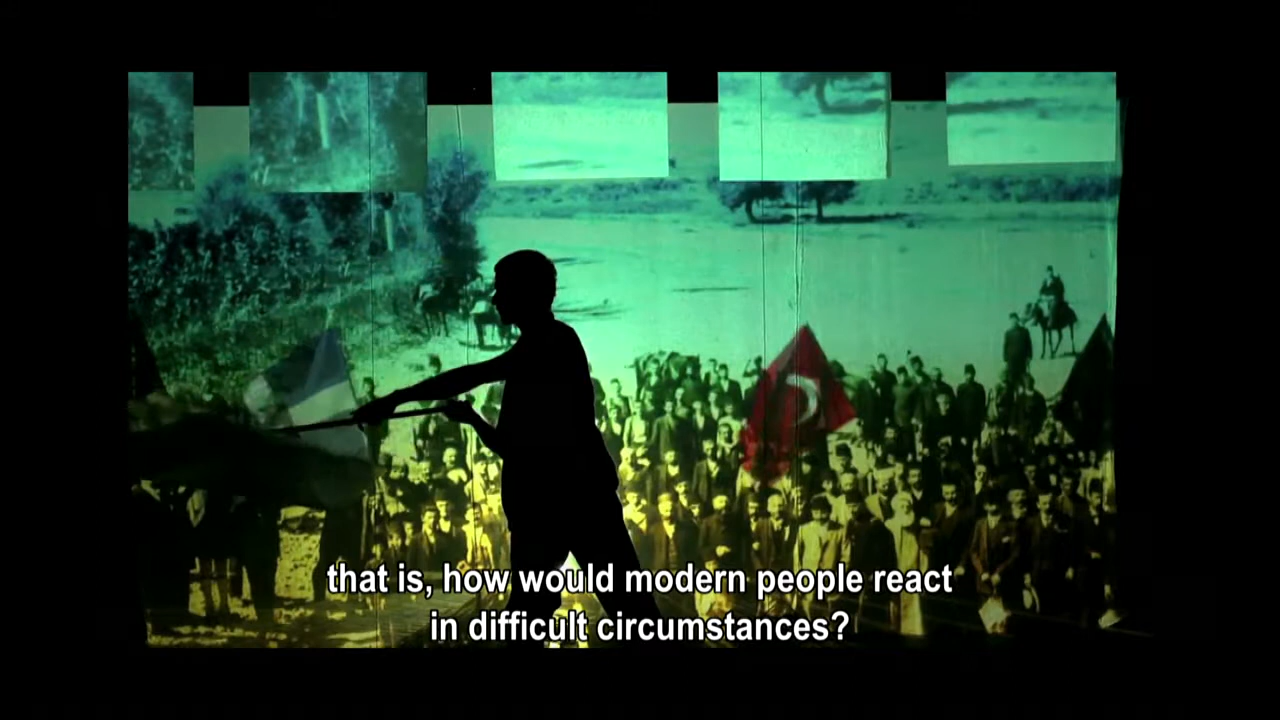 that is, how would modern people react
in difficult circumstances?